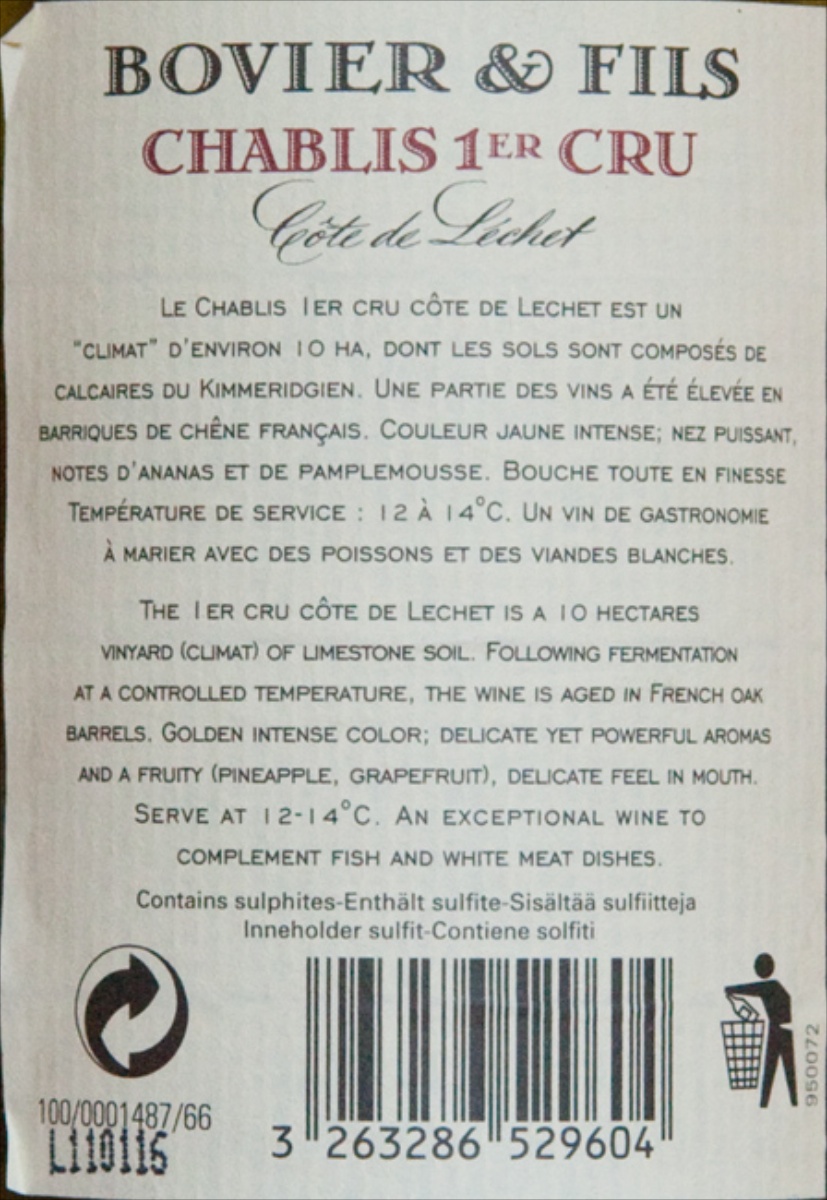 BOVIER & FILS
CHABLIS 1ER CRU
Côte de Léchet
LE CHABLIS 1ER CRU CÔTE DE LECHET EST UN
"CLIMAT" D'ENVIRON 10 HA, DONT LES SOLS SONT COMPOSÉS DE
CALCAIRES DU KIMMERIDGIEN. UNE PARTIE DES VINS A ÉTÉ ÉLEVÉE EN
BARRIQUES DE CHÊNE FRANÇAIS. COULEUR JAUNE INTENSE; NEZ PUISSANT,
NOTES D'ANANAS ET DE PAMPLEMOUSSE. BOUCHE TOUTE EN FINESSE
TEMPÉRATURE DE SERVICE : 12 À 14°C. UN VIN DE GASTRONOMIE
À MARIER AVEC DES POISSONS ET DES VIANDES BLANCHES.
THE 1ER CRU CÔTE DE LECHET IS A 10 HECTARES
VINYARD (CLIMAT) OF LIMESTONE SOIL. FOLLOWING FERMENTATION
AT A CONTROLLED TEMPERATURE, THE WINE IS AGED IN FRENCH OAK
BARRELS. GOLDEN INTENSE COLOR; DELICATE YET POWERFUL AROMAS
AND A FRUITY (PINEAPPLE, GRAPEFRUIT), DELICATE FEEL IN MOUTH.
SERVE AT 12-14°C. AN EXCEPTIONAL WINE TO
COMPLEMENT FISH AND WHITE MEAT DISHES.
Contains sulphites-Enthält sulfite-Sisältää sulfiitteja
Inneholder sulfit-Contiene solfiti
950072
100/0001487/66
L110116
3 263286 529604